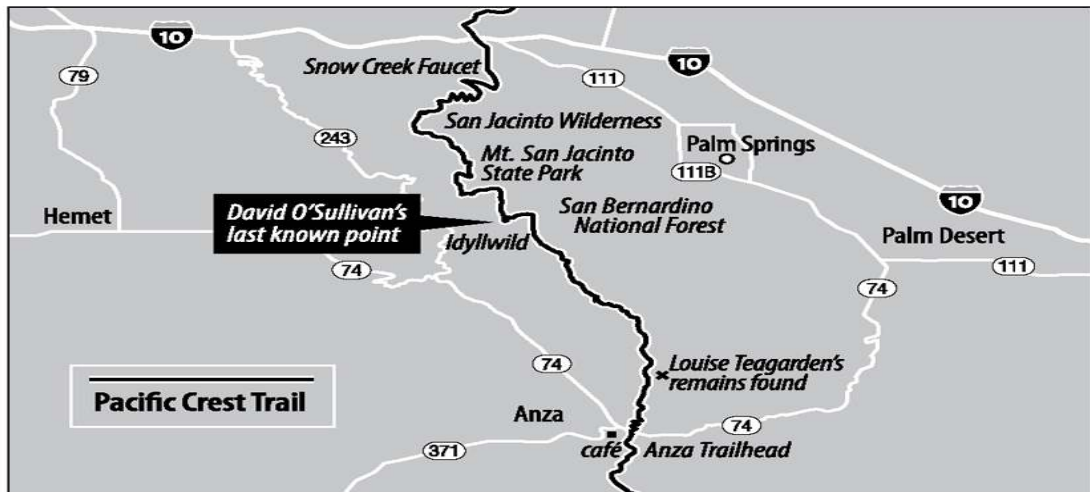 10
79
Snow Creek Faucet
111
10
San Jacinto Wilderness
243
Mt. San Jacinto
State Park
Palm Springs
111B
Hemet
David O'Sullivan's
last known point
San Bernardino
National Forest
10
Idyllwild
Palm Desert
111
74
74
74
Louise Teagarden's
remains found
Pacific Crest Trail
Anza
74
371
café
Anza Trailhead